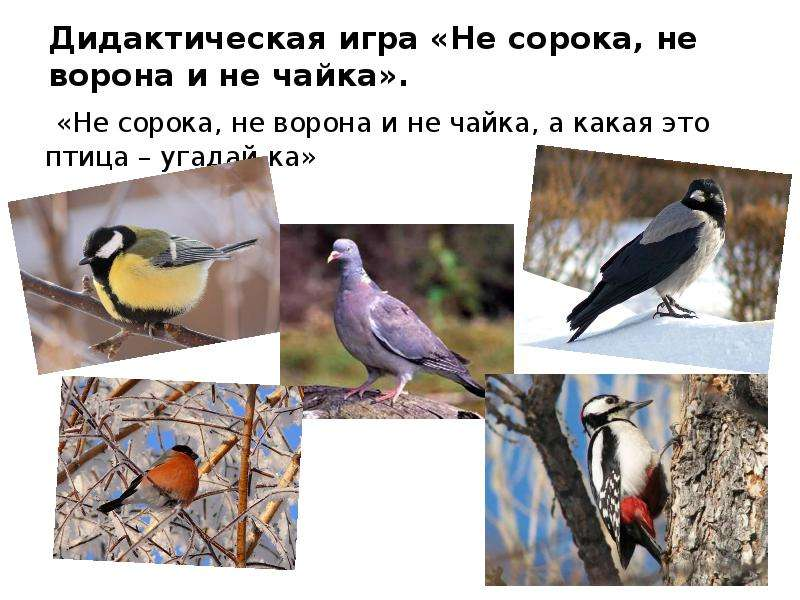 Дидактическая игра «Не сорока, не
ворона и не чайка».
«Не сорока, не ворона и не чайка, а какая это
птица – угадай-ка»